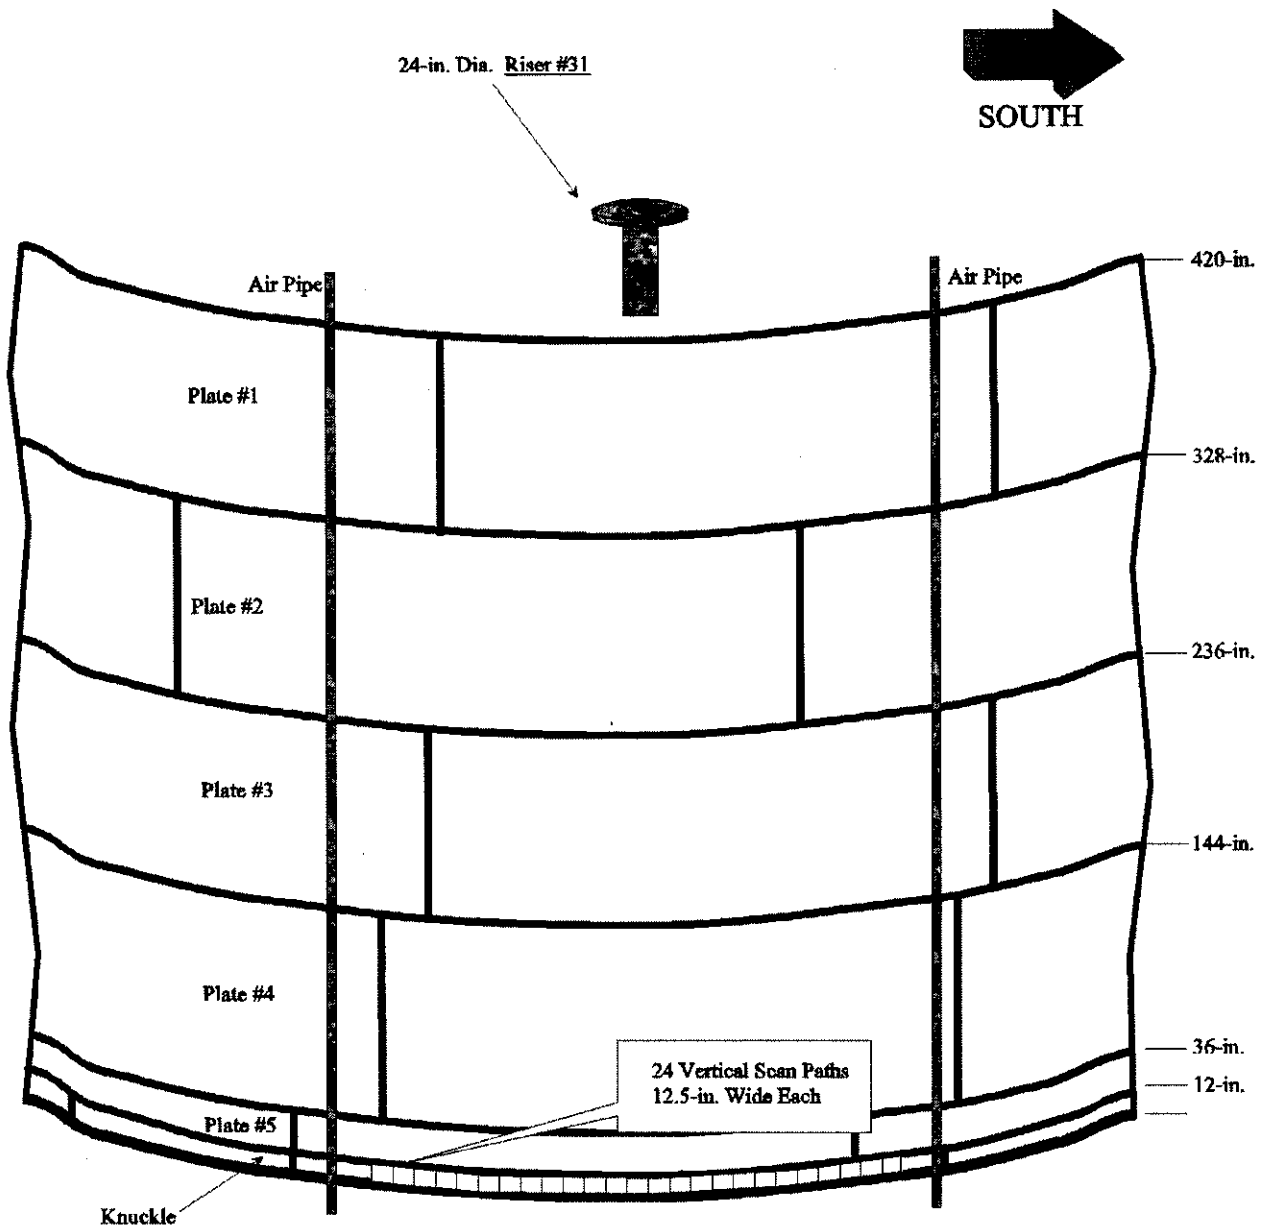 24-in. Dia. Riser #31
SOUTH
Air Pipe
Air Pipe
420-in.
Plate #1
328-in.
Plate #2
236-in.
Plate #3
144-in.
Plate #4
36-in.
24 Vertical Scan Paths
12.5-in. Wide Each
12-in.
Plate #5
Knuckle